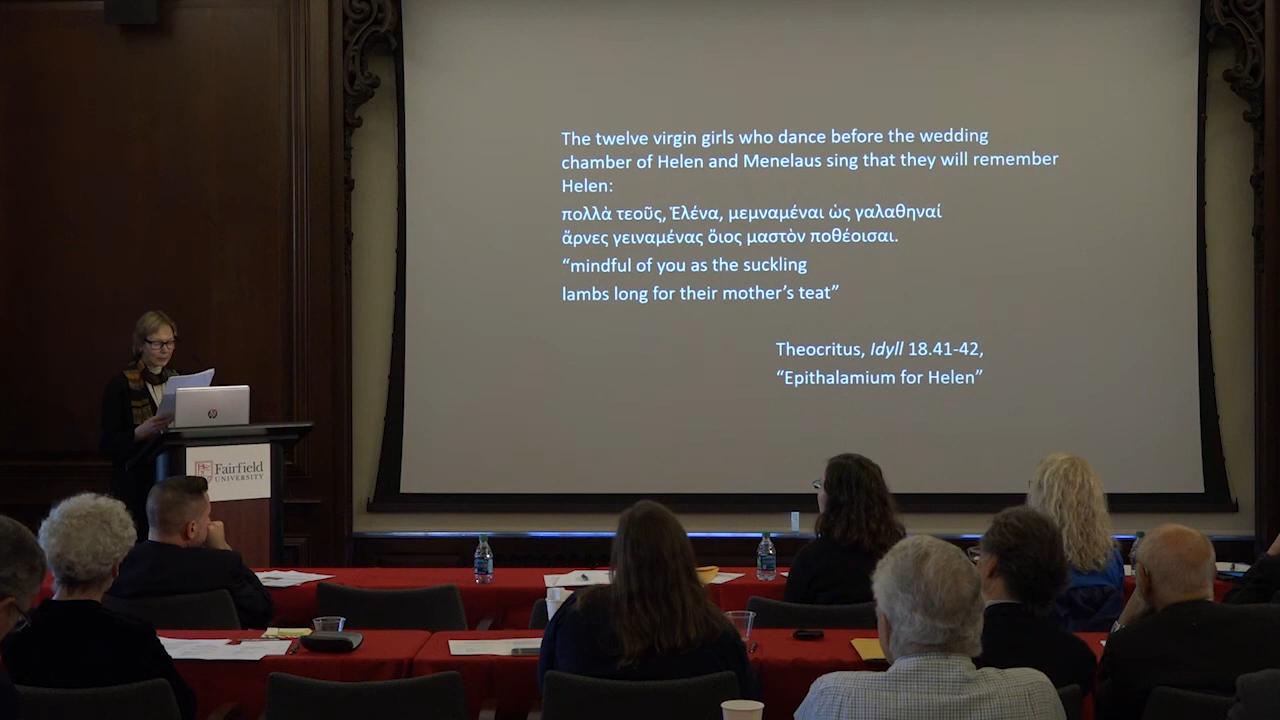 The twelve virgin girls who dance before the wedding
chamber of Helen and Menelaus sing that they will remember
Helen:
πολλὰ τεοῦς, Ἑλένα, μεμναμέναι ὡς γαλαθηναί
ἄρνες γειναμένας ὄιος μαστὸν ποθέοισαι.
“mindful of you as the suckling
lambs long for their mother’s teat”
Theocritus, Idyll 18.41-42,
“Epithalamium for Helen”
hp
Fairfield
UNIVERSITY